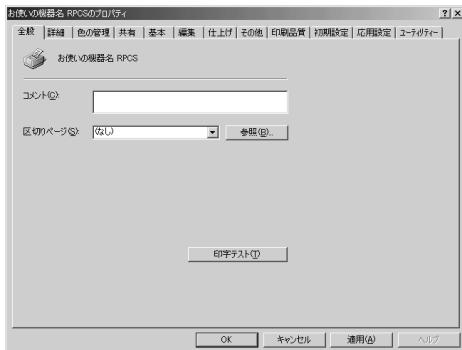 お使いの機器名 RPCSのプロパティ
全般 詳細 色の管理 共有 基本 編集 仕上げ その他 印刷品質 初期設定 応用設定 ユーティリティー
お使いの機器名 RPCS
コメント(C):
区切りページ(S): (なし) 参照(B)...
印字テスト(T)
OK キャンセル 適用(A) ヘルプ